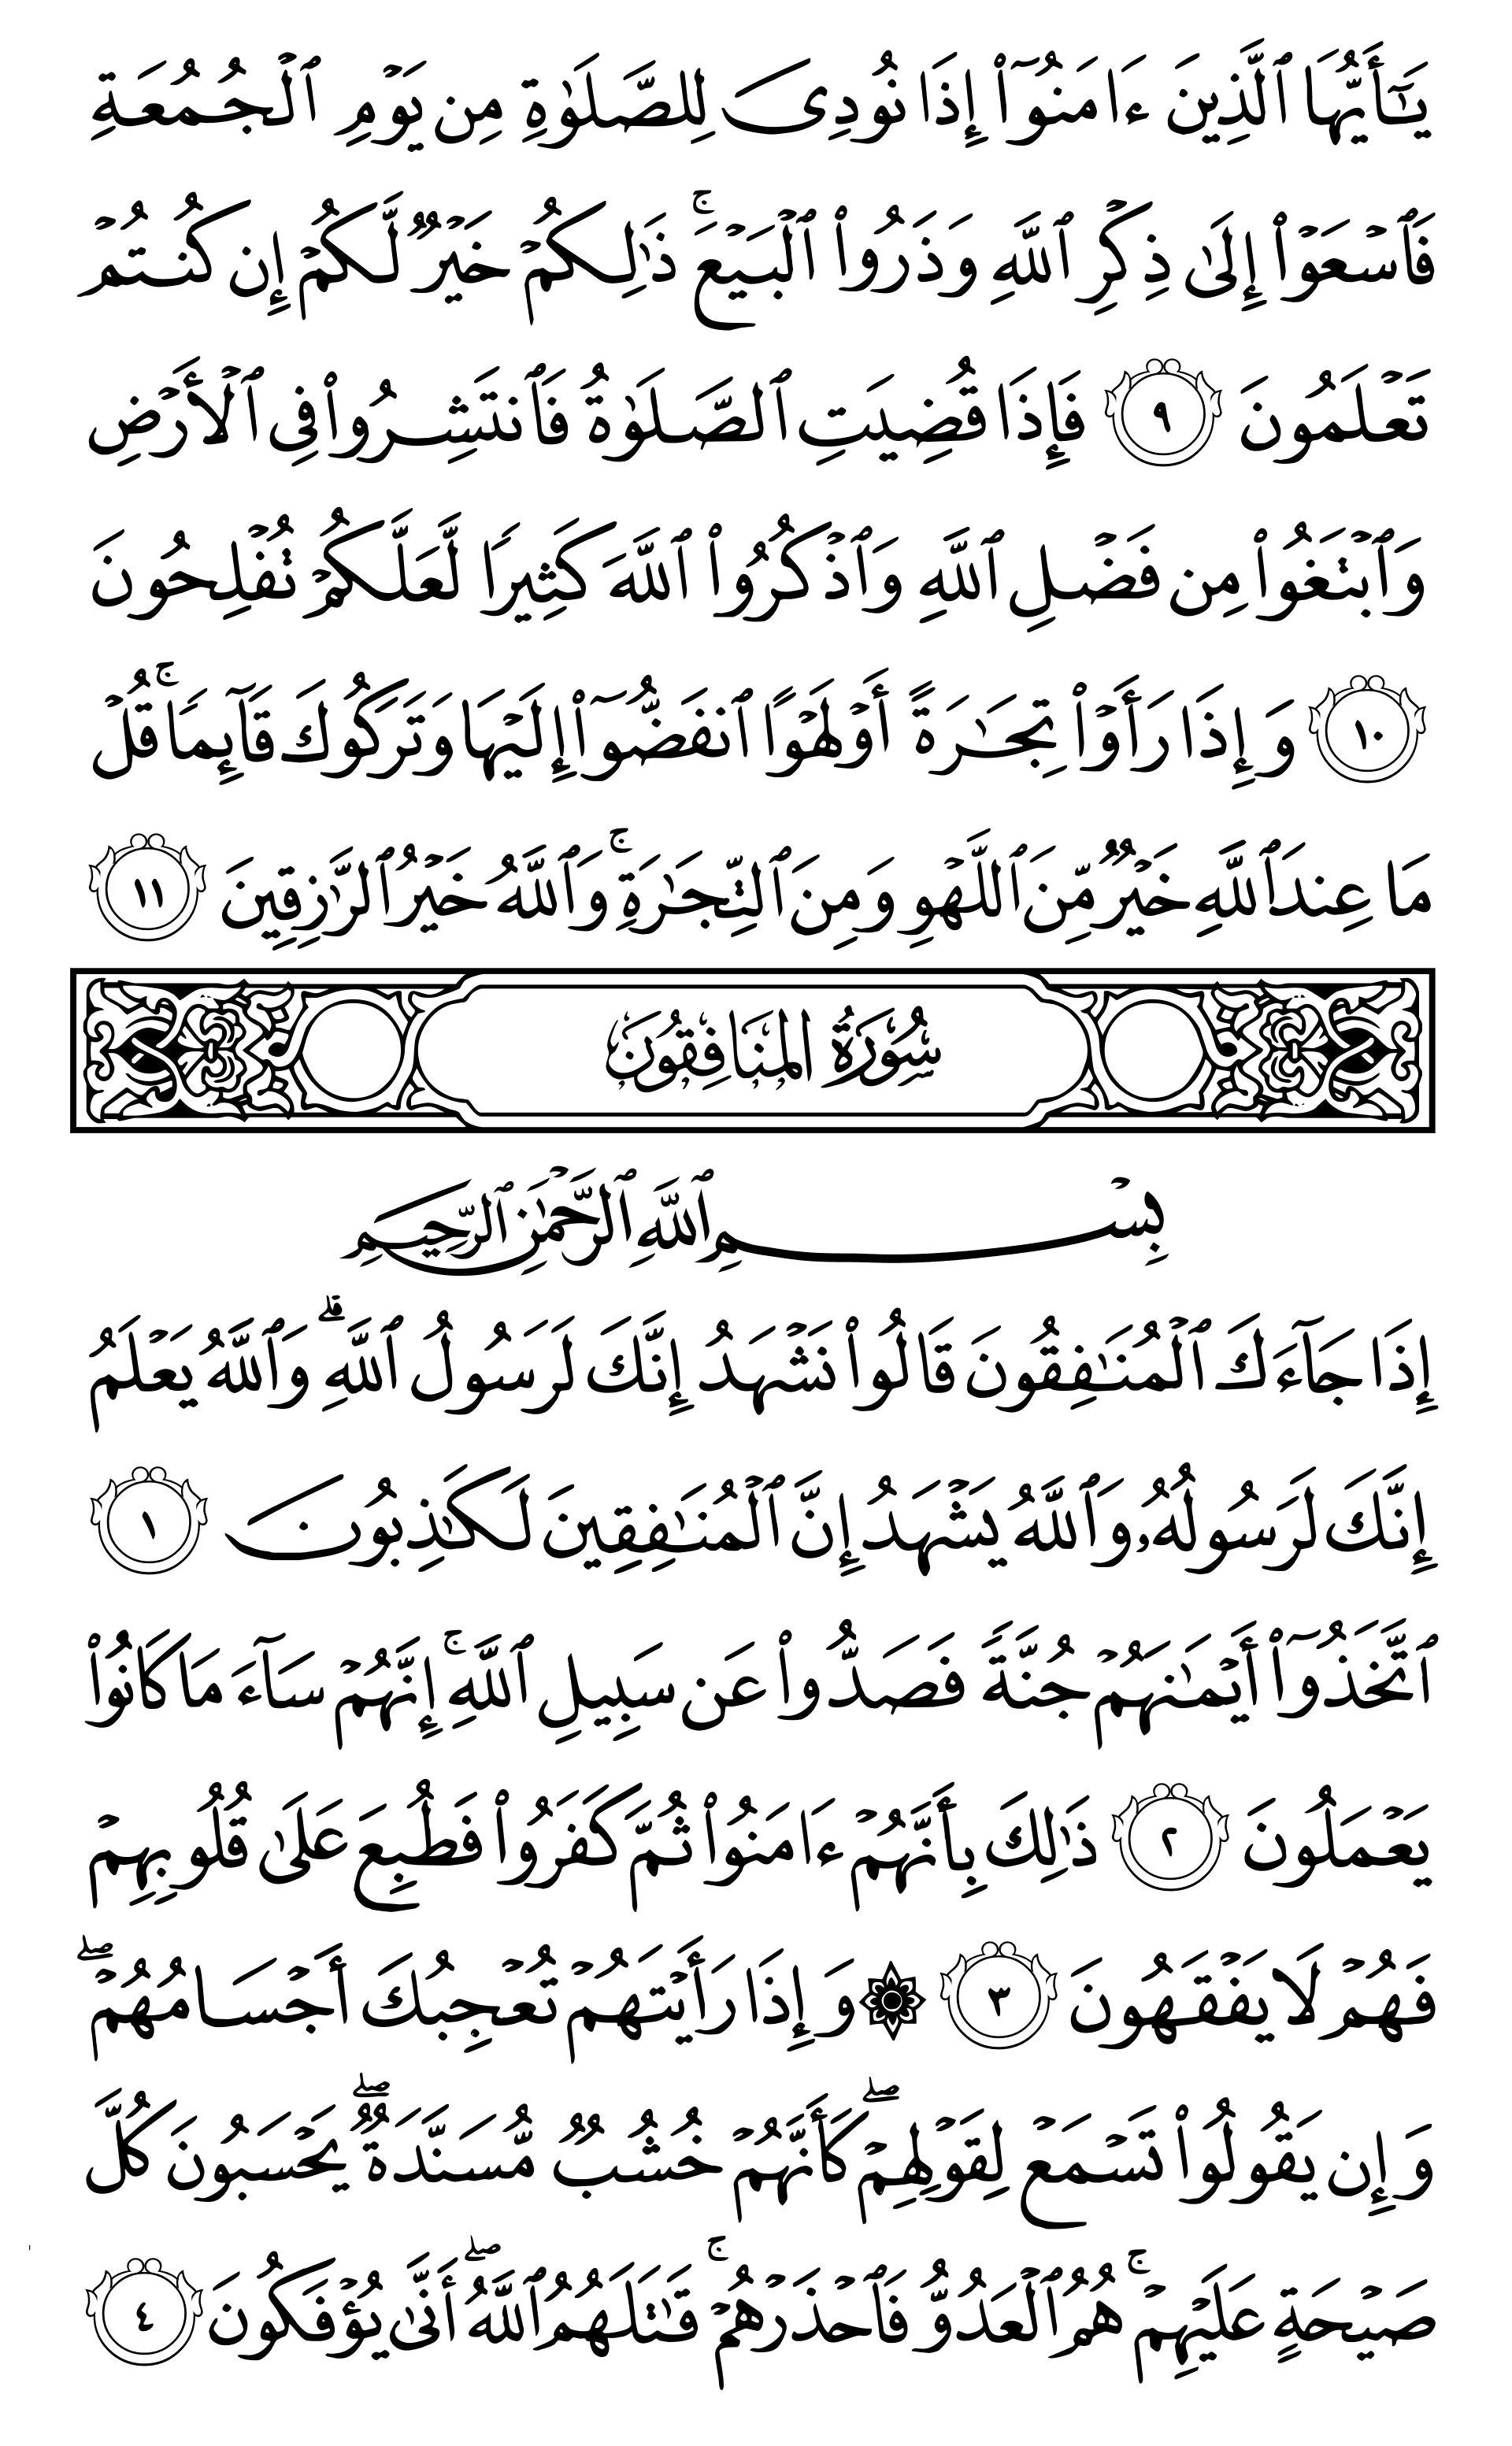 يَٰٓأَيُّهَا ٱلَّذِينَ ءَامَنُوٓا۟ إِذَا نُودِىَ لِلصَّلَوٰةِ مِن يَوْمِ ٱلْجُمُعَةِ
فَٱسْعَوْا۟ إِلَىٰ ذِكْرِ ٱللَّهِ وَذَرُوا۟ ٱلْبَيْعَ ۚ ذَٰلِكُمْ خَيْرٌ لَّكُمْ إِن كُنتُمْ
تَعْلَمُونَ ٩ فَإِذَا قُضِيَتِ ٱلصَّلَوٰةُ فَٱنتَشِرُوا۟ فِى ٱلْأَرْضِ
وَٱبْتَغُوا۟ مِن فَضْلِ ٱللَّهِ وَٱذْكُرُوا۟ ٱللَّهَ كَثِيرًا لَّعَلَّكُمْ تُفْلِحُونَ
١٠ وَإِذَا رَأَوْا۟ تِجَٰرَةً أَوْ لَهْوًا ٱنفَضُّوٓا۟ إِلَيْهَا وَتَرَكُوكَ قَآئِمًا ۚ قُلْ
مَا عِندَ ٱللَّهِ خَيْرٌ مِّنَ ٱللَّهْوِ وَمِنَ ٱلتِّجَٰرَةِ ۚ وَٱللَّهُ خَيْرُ ٱلرَّٰزِقِينَ ١١
سُورَةُ المُنَافِقُونَ
بِسْمِ ٱللَّهِ ٱلرَّحْمَٰنِ ٱلرَّحِيمِ
إِذَا جَآءَكَ ٱلْمُنَٰفِقُونَ قَالُوا۟ نَشْهَدُ إِنَّكَ لَرَسُولُ ٱللَّهِ ۗ وَٱللَّهُ يَعْلَمُ
إِنَّكَ لَرَسُولُهُۥ وَٱللَّهُ يَشْهَدُ إِنَّ ٱلْمُنَٰفِقِينَ لَكَٰذِبُونَ ١
ٱتَّخَذُوٓا۟ أَيْمَٰنَهُمْ جُنَّةً فَصَدُّوا۟ عَن سَبِيلِ ٱللَّهِ ۚ إِنَّهُمْ سَآءَ مَا كَانُوا۟
يَعْمَلُونَ ٢ ذَٰلِكَ بِأَنَّهُمْ ءَامَنُوا۟ ثُمَّ كَفَرُوا۟ فَطُبِعَ عَلَىٰ قُلُوبِهِمْ
فَهُمْ لَا يَفْقَهُونَ ٣ ۞ وَإِذَا رَأَيْتَهُمْ تُعْجِبُكَ أَجْسَامُهُمْ ۖ
وَإِن يَقُولُوا۟ تَسْمَعْ لِقَوْلِهِمْ ۖ كَأَنَّهُمْ خُشُبٌ مُّسَنَّدَةٌ ۖ يَحْسَبُونَ كُلَّ
صَيْحَةٍ عَلَيْهِمْ ۚ هُمُ ٱلْعَدُوُّ فَٱحْذَرْهُمْ ۚ قَٰتَلَهُمُ ٱللَّهُ ۖ أَنَّىٰ يُؤْفَكُونَ ٤